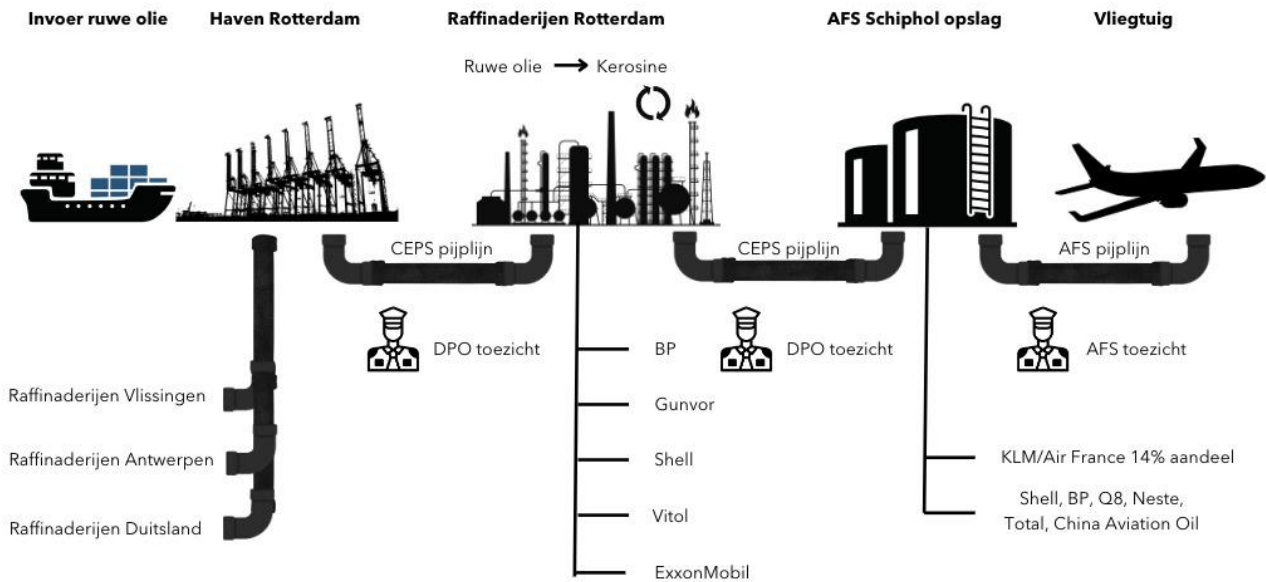 Invoer ruwe olie
Haven Rotterdam
Raffinaderijen Rotterdam
AFS Schiphol opslag
Vliegtuig
Ruwe olie
Kerosine
CEPS pijplijn
CEPS pijplijn
AFS pijplijn
DPO toezicht
DPO toezicht
AFS toezicht
Raffinaderijen Vlissingen
Raffinaderijen Antwerpen
Raffinaderijen Duitsland
BP
Gunvor
Shell
Vitol
ExxonMobil
KLM/Air France 14% aandeel
Shell, BP, Q8, Neste,
Total, China Aviation Oil